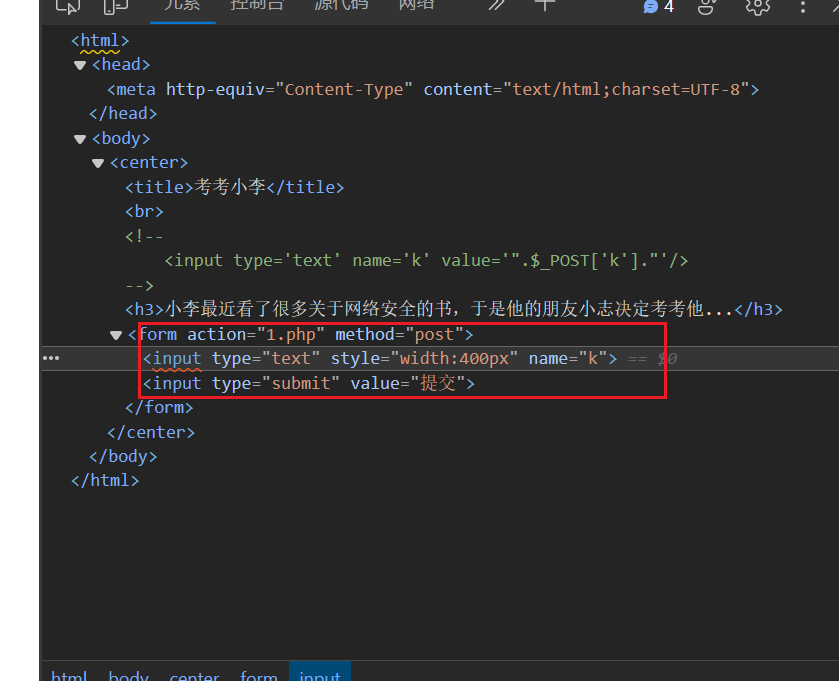 元素 控制台 源代码 网络 4
<html>
<head>
<meta http-equiv="Content-Type" content="text/html;charset=UTF-8">
</head>
<body>
<center>
<title>考考小李</title>
<br>
<!--
<input type='text' name='k' value='".$_POST['k']."'/>
-->
<h3>小李最近看了很多关于网络安全的书，于是他的朋友小志决定考考他...</h3>
<form action="1.php" method="post">
<input type="text" style="width:400px" name="k"> == $0
<input type="submit" value="提交">
</form>
</center>
</body>
</html>
html body center form input